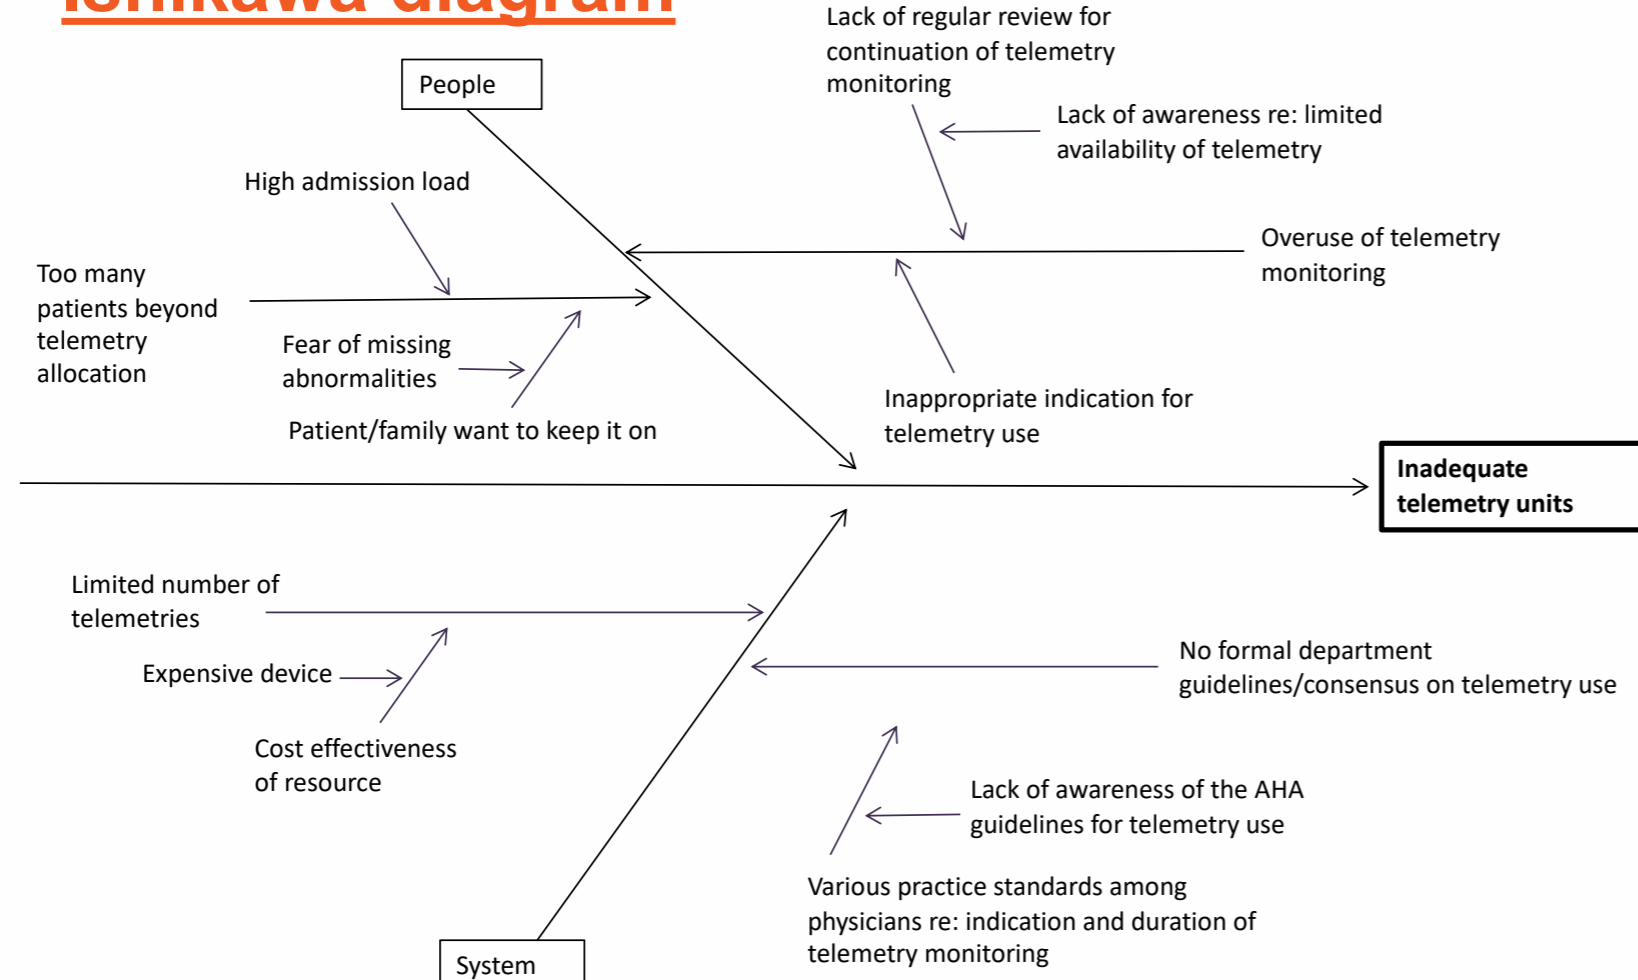 Ishikawa diagram
People
Lack of regular review for
continuation of telemetry
monitoring
Lack of awareness re: limited
availability of telemetry
High admission load
Overuse of telemetry
monitoring
Too many
patients beyond
telemetry
allocation
Fear of missing
abnormalities
Patient/family want to keep it on
Inappropriate indication for
telemetry use
Inadequate
telemetry units
Limited number of
telemetries
Expensive device
Cost effectiveness
of resource
No formal department
guidelines/consensus on telemetry use
Lack of awareness of the AHA
guidelines for telemetry use
Various practice standards among
physicians re: indication and duration of
telemetry monitoring
System